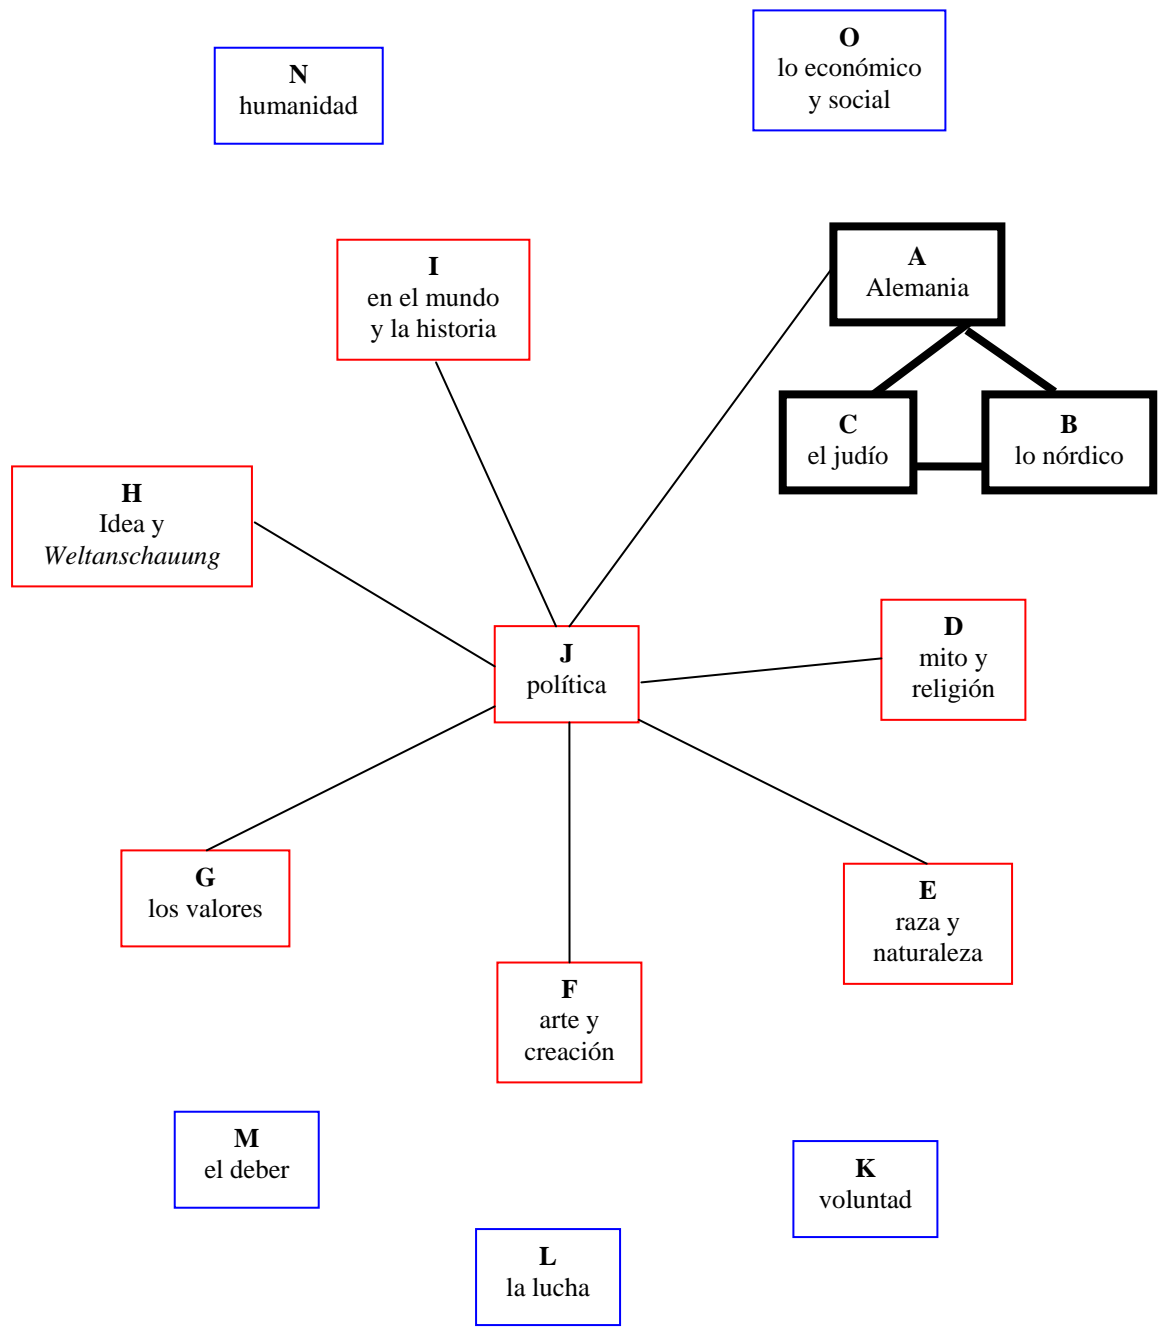 O
lo económico
y social
N
humanidad
A
Alemania
I
en el mundo
y la historia
C
el judío
B
lo nórdico
H
Idea y
Weltanschauung
D
mito y
religión
J
política
G
los valores
E
raza y
naturaleza
F
arte y
creación
M
el deber
K
voluntad
L
la lucha